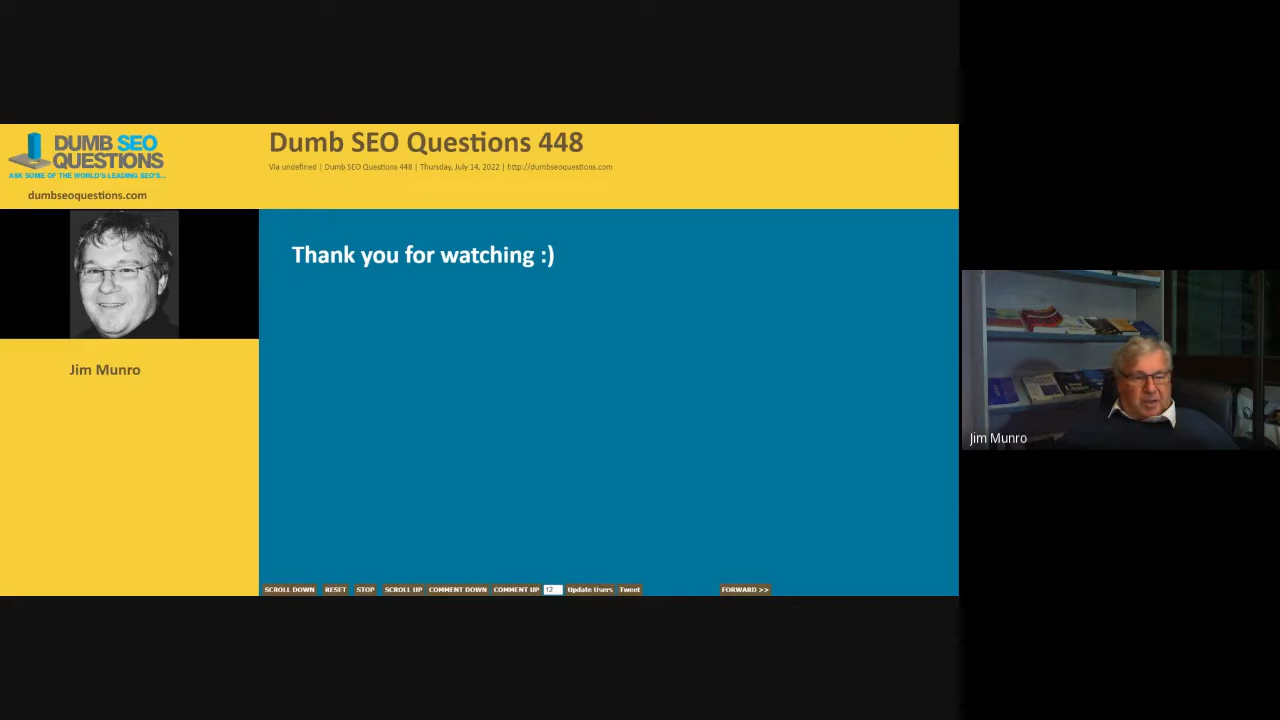 DUMB SEO
QUESTIONS
ASK SOME OF THE WORLD'S LEADING SEO'S...
dumbseoquestions.com
Dumb SEO Questions 448
Via undefined | Dumb SEO Questions 448 | Thursday, July 14, 2022 | http://dumbseoquestions.com
Jim Munro
Thank you for watching :)
SCROLL DOWN RESET STOP SCROLL UP COMMENT DOWN COMMENT UP 12 Update Users Tweet FORWARD >>
Jim Munro